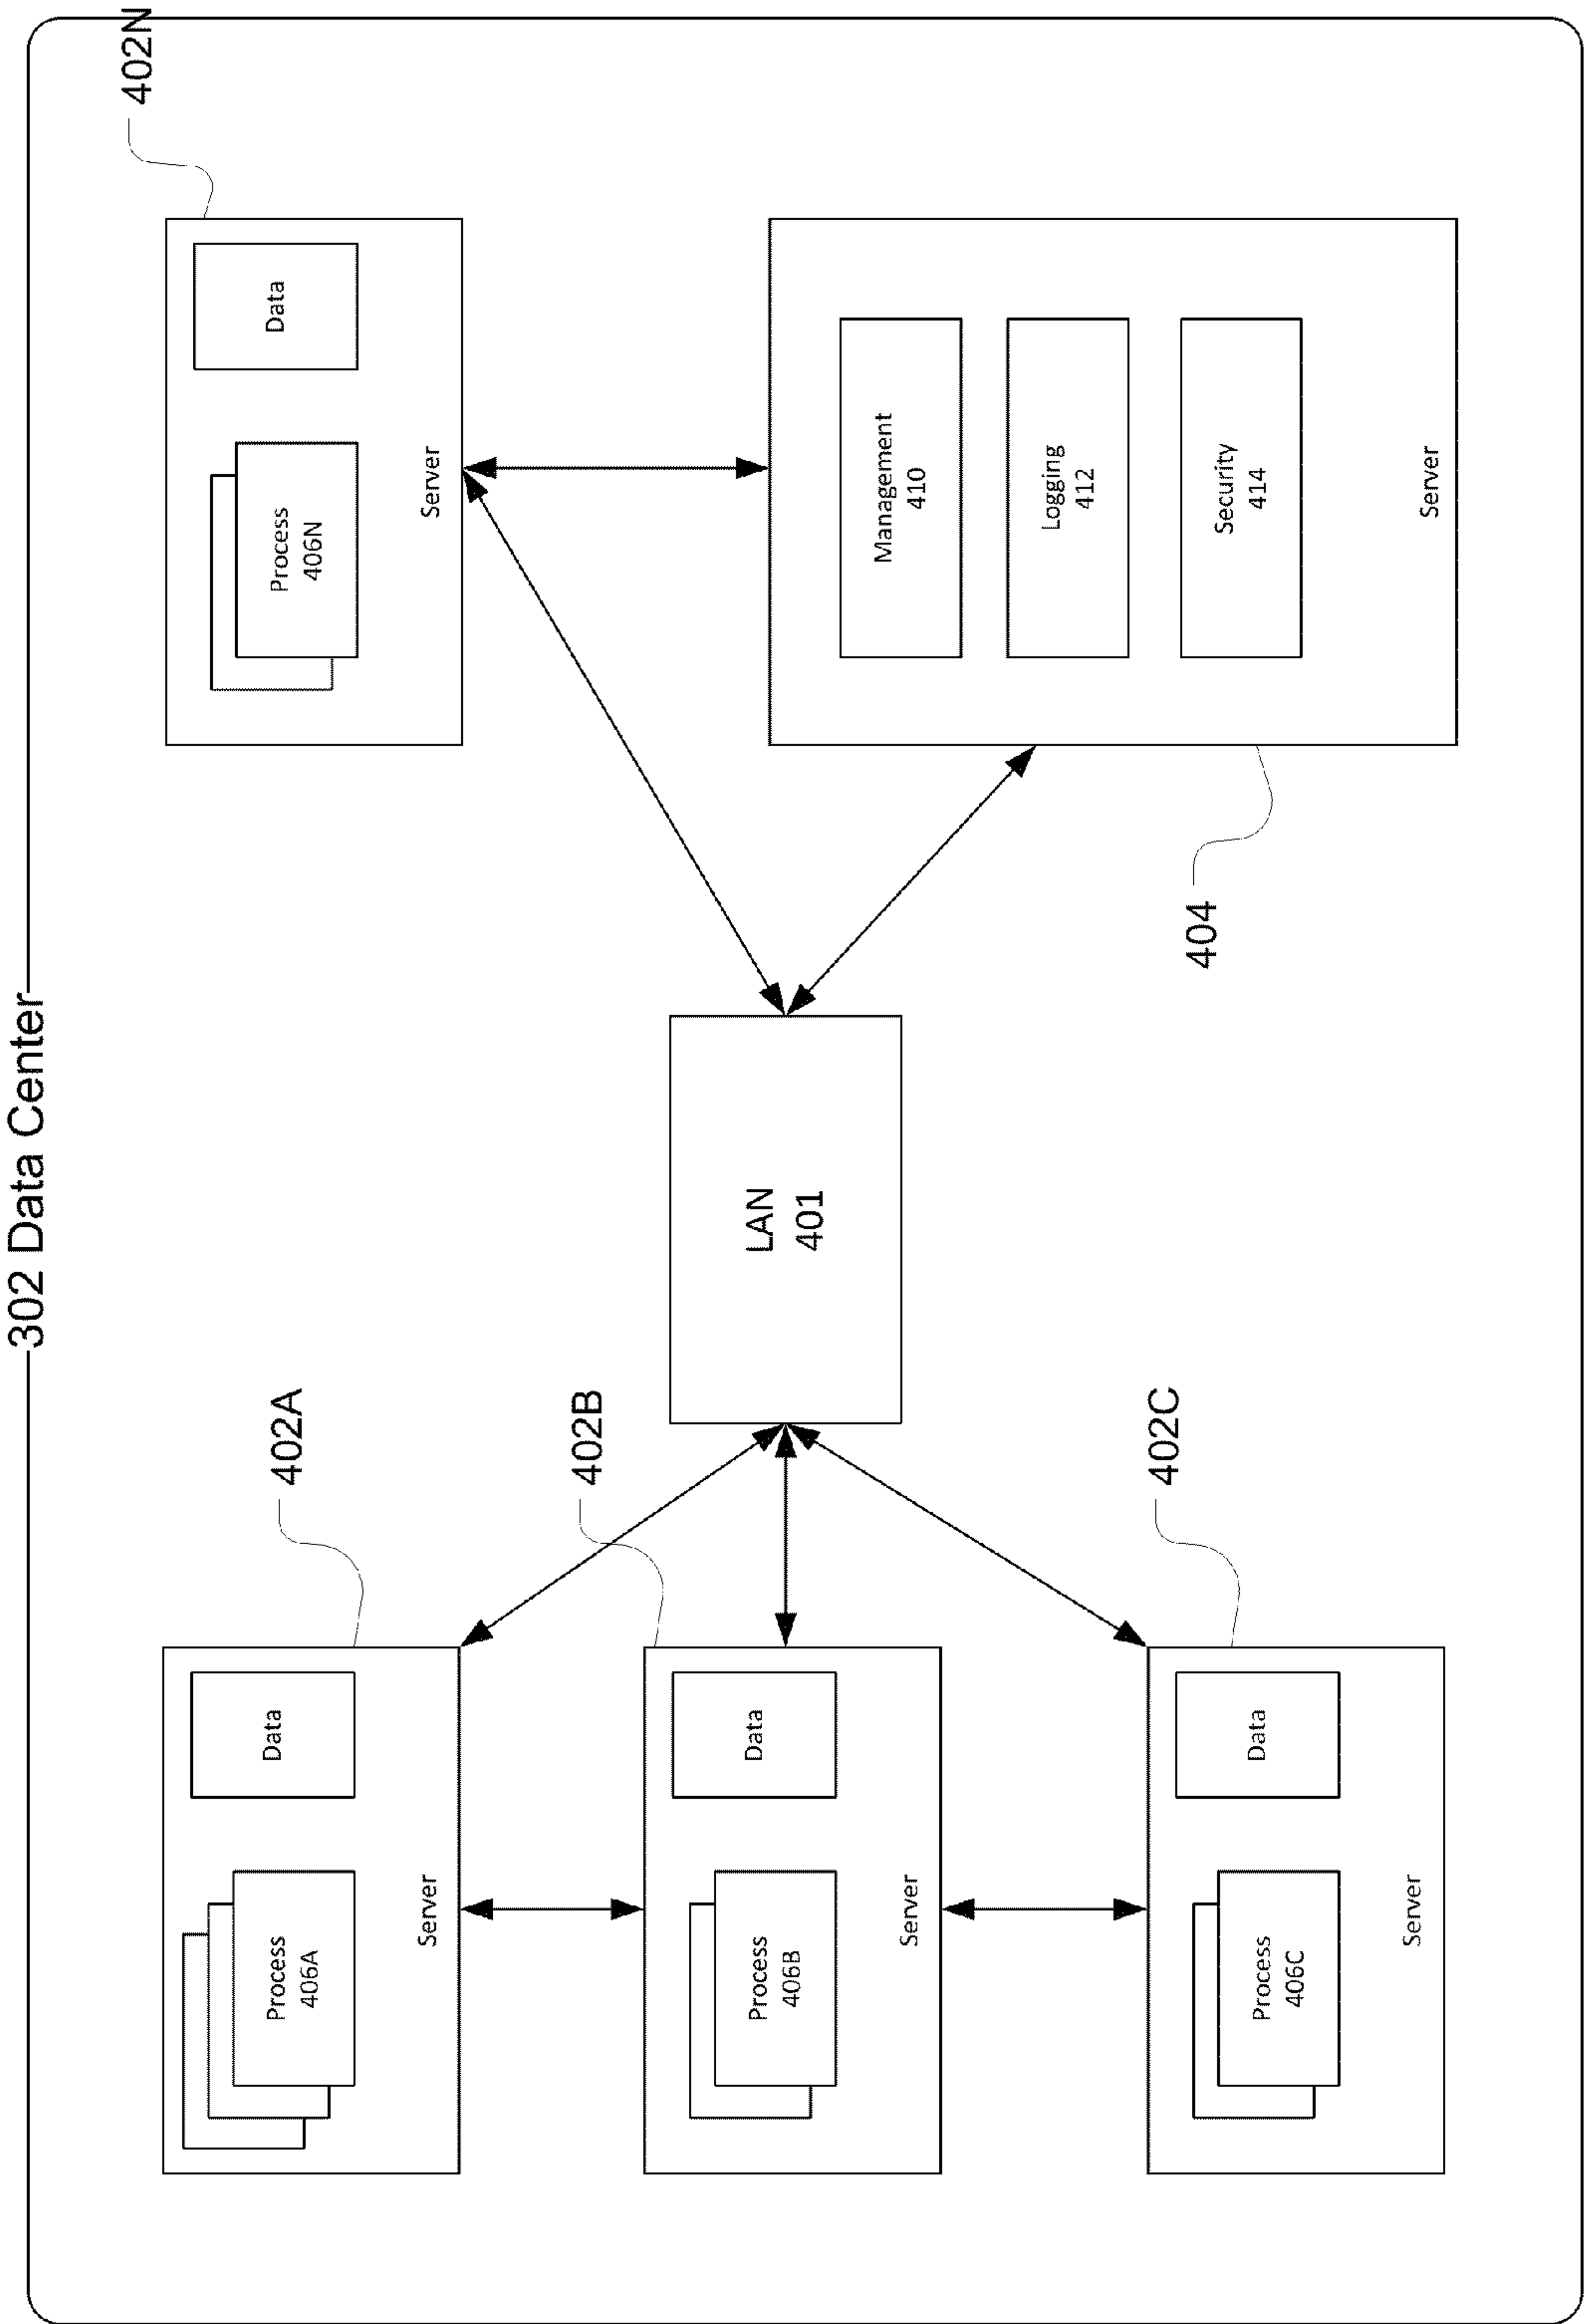 302 Data Center
402A
Data
Process
406A
Server
402B
Data
Process
406B
Server
402C
Data
Process
406C
Server
LAN
401
402N
Data
Process
406N
Server
Management
410
Logging
412
Security
414
Server
404